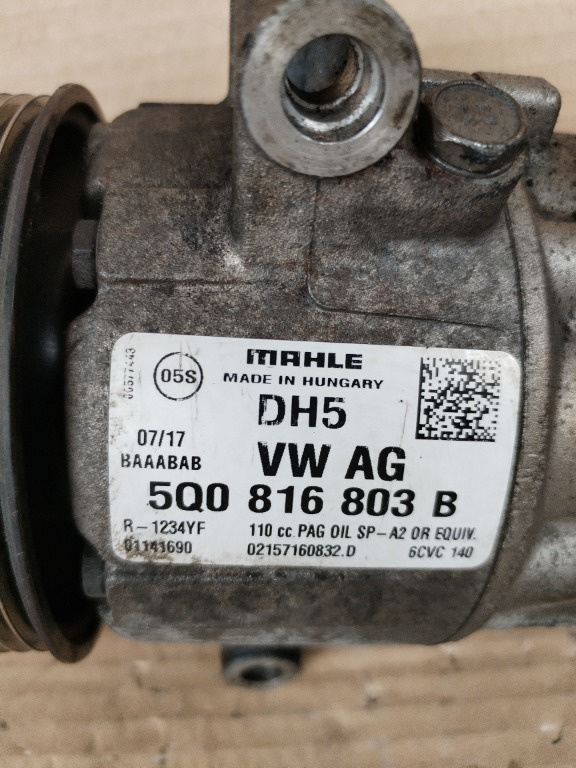 MAHLE
05S
MADE IN HUNGARY
DH5
07/17
VW AG
BAAABAB
5Q0 816 803 B
R-1234YF 110 cc. PAG OIL SP-A2 OR EQUIV.
01141690 02157160832.D 6CVC 140